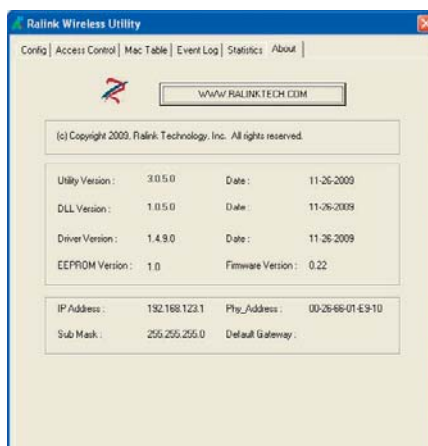 Ralink Wireless Utility
Config Access Control Mac Table Event Log Statistics About
WWW.RALINKTECH.COM
(c) Copyright 2009, Ralink Technology, Inc. All rights reserved.
Utility Version : 3.0.5.0 Date : 11-26-2009
DLL Version : 1.0.5.0 Date : 11-26-2009
Driver Version : 1.4.9.0 Date : 11-26-2009
EEPROM Version : 1.0 Firmware Version : 0.22
IP Address : 192.168.123.1 Phy_Address : 00-26-66-01-E9-10
Sub Mask : 255.255.255.0 Default Gateway :